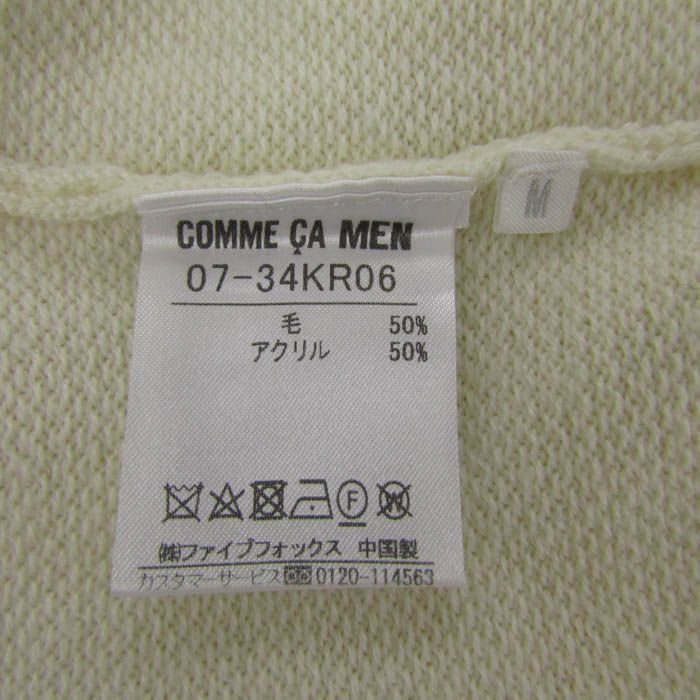 COMME ÇA MEN
M
07-34KR06
毛 50%
アクリル 50%
F
W
㈱ファイブフォックス 中国製
カスタマーサービス 0120-114563